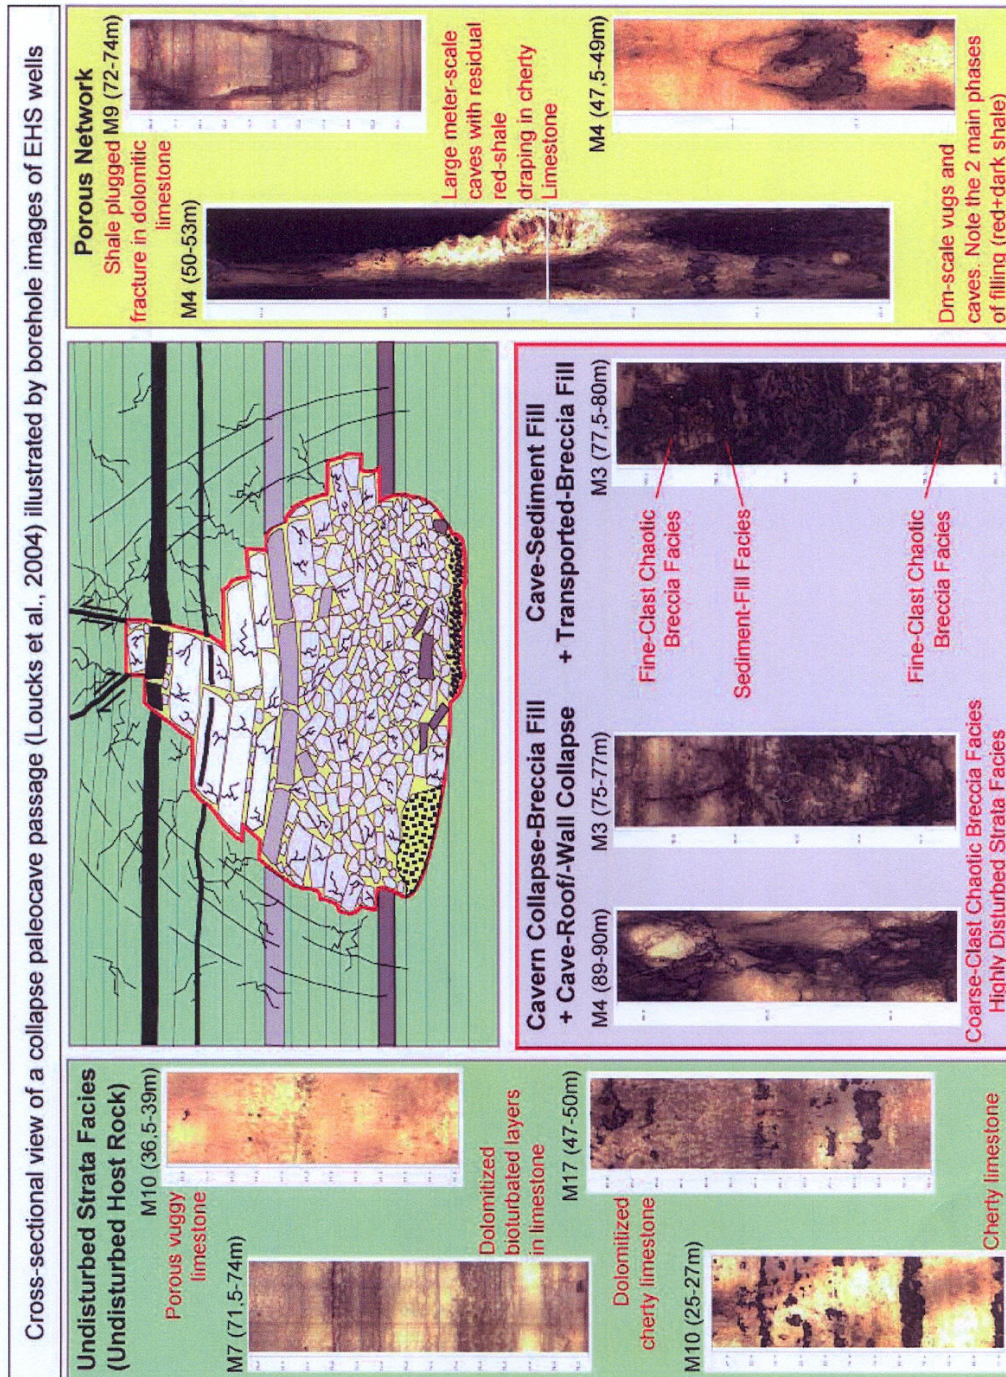 Cross-sectional view of a collapse paleocave passage (Loucks et al., 2004) illustrated by borehole images of EHS wells
Undisturbed Strata Facies
(Undisturbed Host Rock)
M10 (36,5-39m)
Porous vuggy
limestone
M7 (71,5-74m)
Dolomitized
bioturbated layers
in limestone
M17 (47-50m)
Dolomitized
cherty limestone
M10 (25-27m)
Cherty limestone
Cavern Collapse-Breccia Fill
+ Cave-Roof/-Wall Collapse
M4 (89-90m)
M3 (75-77m)
Coarse-Clast Chaotic Breccia Facies
Highly Disturbed Strata Facies
Cave-Sediment Fill
+ Transported-Breccia Fill
M3 (77,5-80m)
Fine-Clast Chaotic
Breccia Facies
Sediment-Fill Facies
Fine-Clast Chaotic
Breccia Facies
Porous Network
Shale plugged M9 (72-74m)
fracture in dolomitic
limestone
M4 (50-53m)
Large meter-scale
caves with residual
red-shale
draping in cherty
Limestone
M4 (47,5-49m)
Dm-scale vugs and
caves. Note the 2 main phases
of filling (red+dark shale)